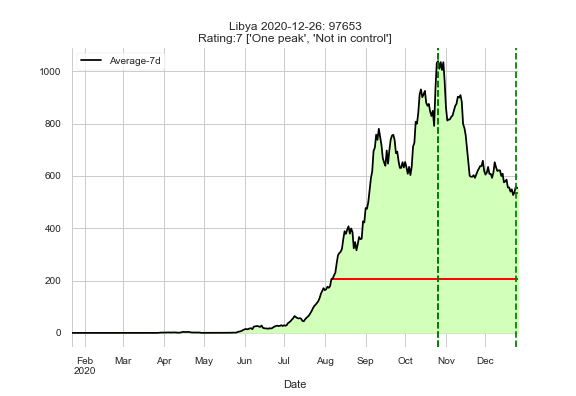 Libya 2020-12-26: 97653
Rating:7 ['One peak', 'Not in control']
Average-7d
1000
800
600
400
200
0
Feb Mar Apr May Jun Jul Aug Sep Oct Nov Dec
2020
Date